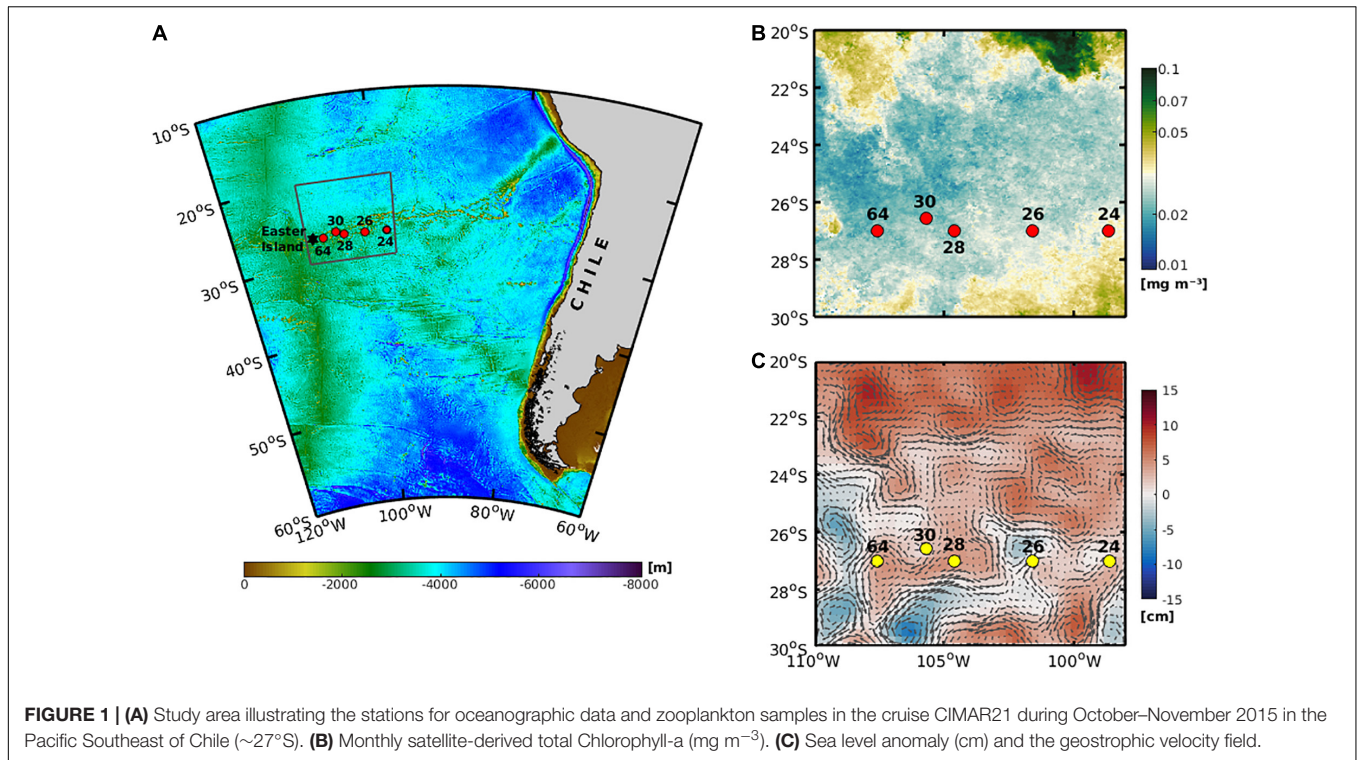 A
10°S
20°S
30°S
40°S
50°S
60°S
120°W
100°W
80°W
60°W
Easter
Island
64
30
28
26
24
CHILE
0
-2000
-4000
-6000
-8000
[m]
B
20°S
22°S
24°S
26°S
28°S
30°S
64
30
28
26
24
0.1
0.07
0.05
0.02
0.01
[mg m⁻³]
C
20°S
22°S
24°S
26°S
28°S
30°S
110°W
105°W
100°W
64
30
28
26
24
15
10
5
0
-5
-10
-15
[cm]
FIGURE 1 | (A) Study area illustrating the stations for oceanographic data and zooplankton samples in the cruise CIMAR21 during October–November 2015 in the
Pacific Southeast of Chile (∼27°S). (B) Monthly satellite-derived total Chlorophyll-a (mg m⁻³). (C) Sea level anomaly (cm) and the geostrophic velocity field.